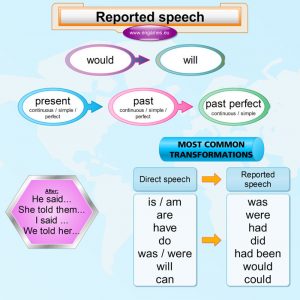 Reported speech
www.engames.eu
would
will
present
continuous / simple /
perfect
past
continuous / simple /
perfect
past perfect
continuous / simple
MOST COMMON
TRANSFORMATIONS
After:
He said...
She told them...
I said ...
We told her...
Direct speech
Reported
speech
is / am
are
have
do
was / were
will
can
was
were
had
did
had been
would
could